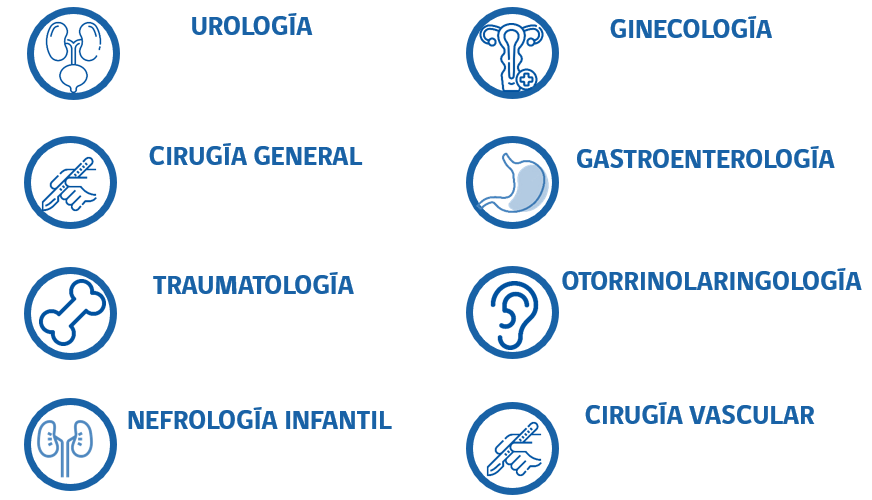 UROLOGÍA
GINECOLOGÍA
CIRUGÍA GENERAL
GASTROENTEROLOGÍA
TRAUMATOLOGÍA
OTORRINOLARINGOLOGÍA
NEFROLOGÍA INFANTIL
CIRUGÍA VASCULAR